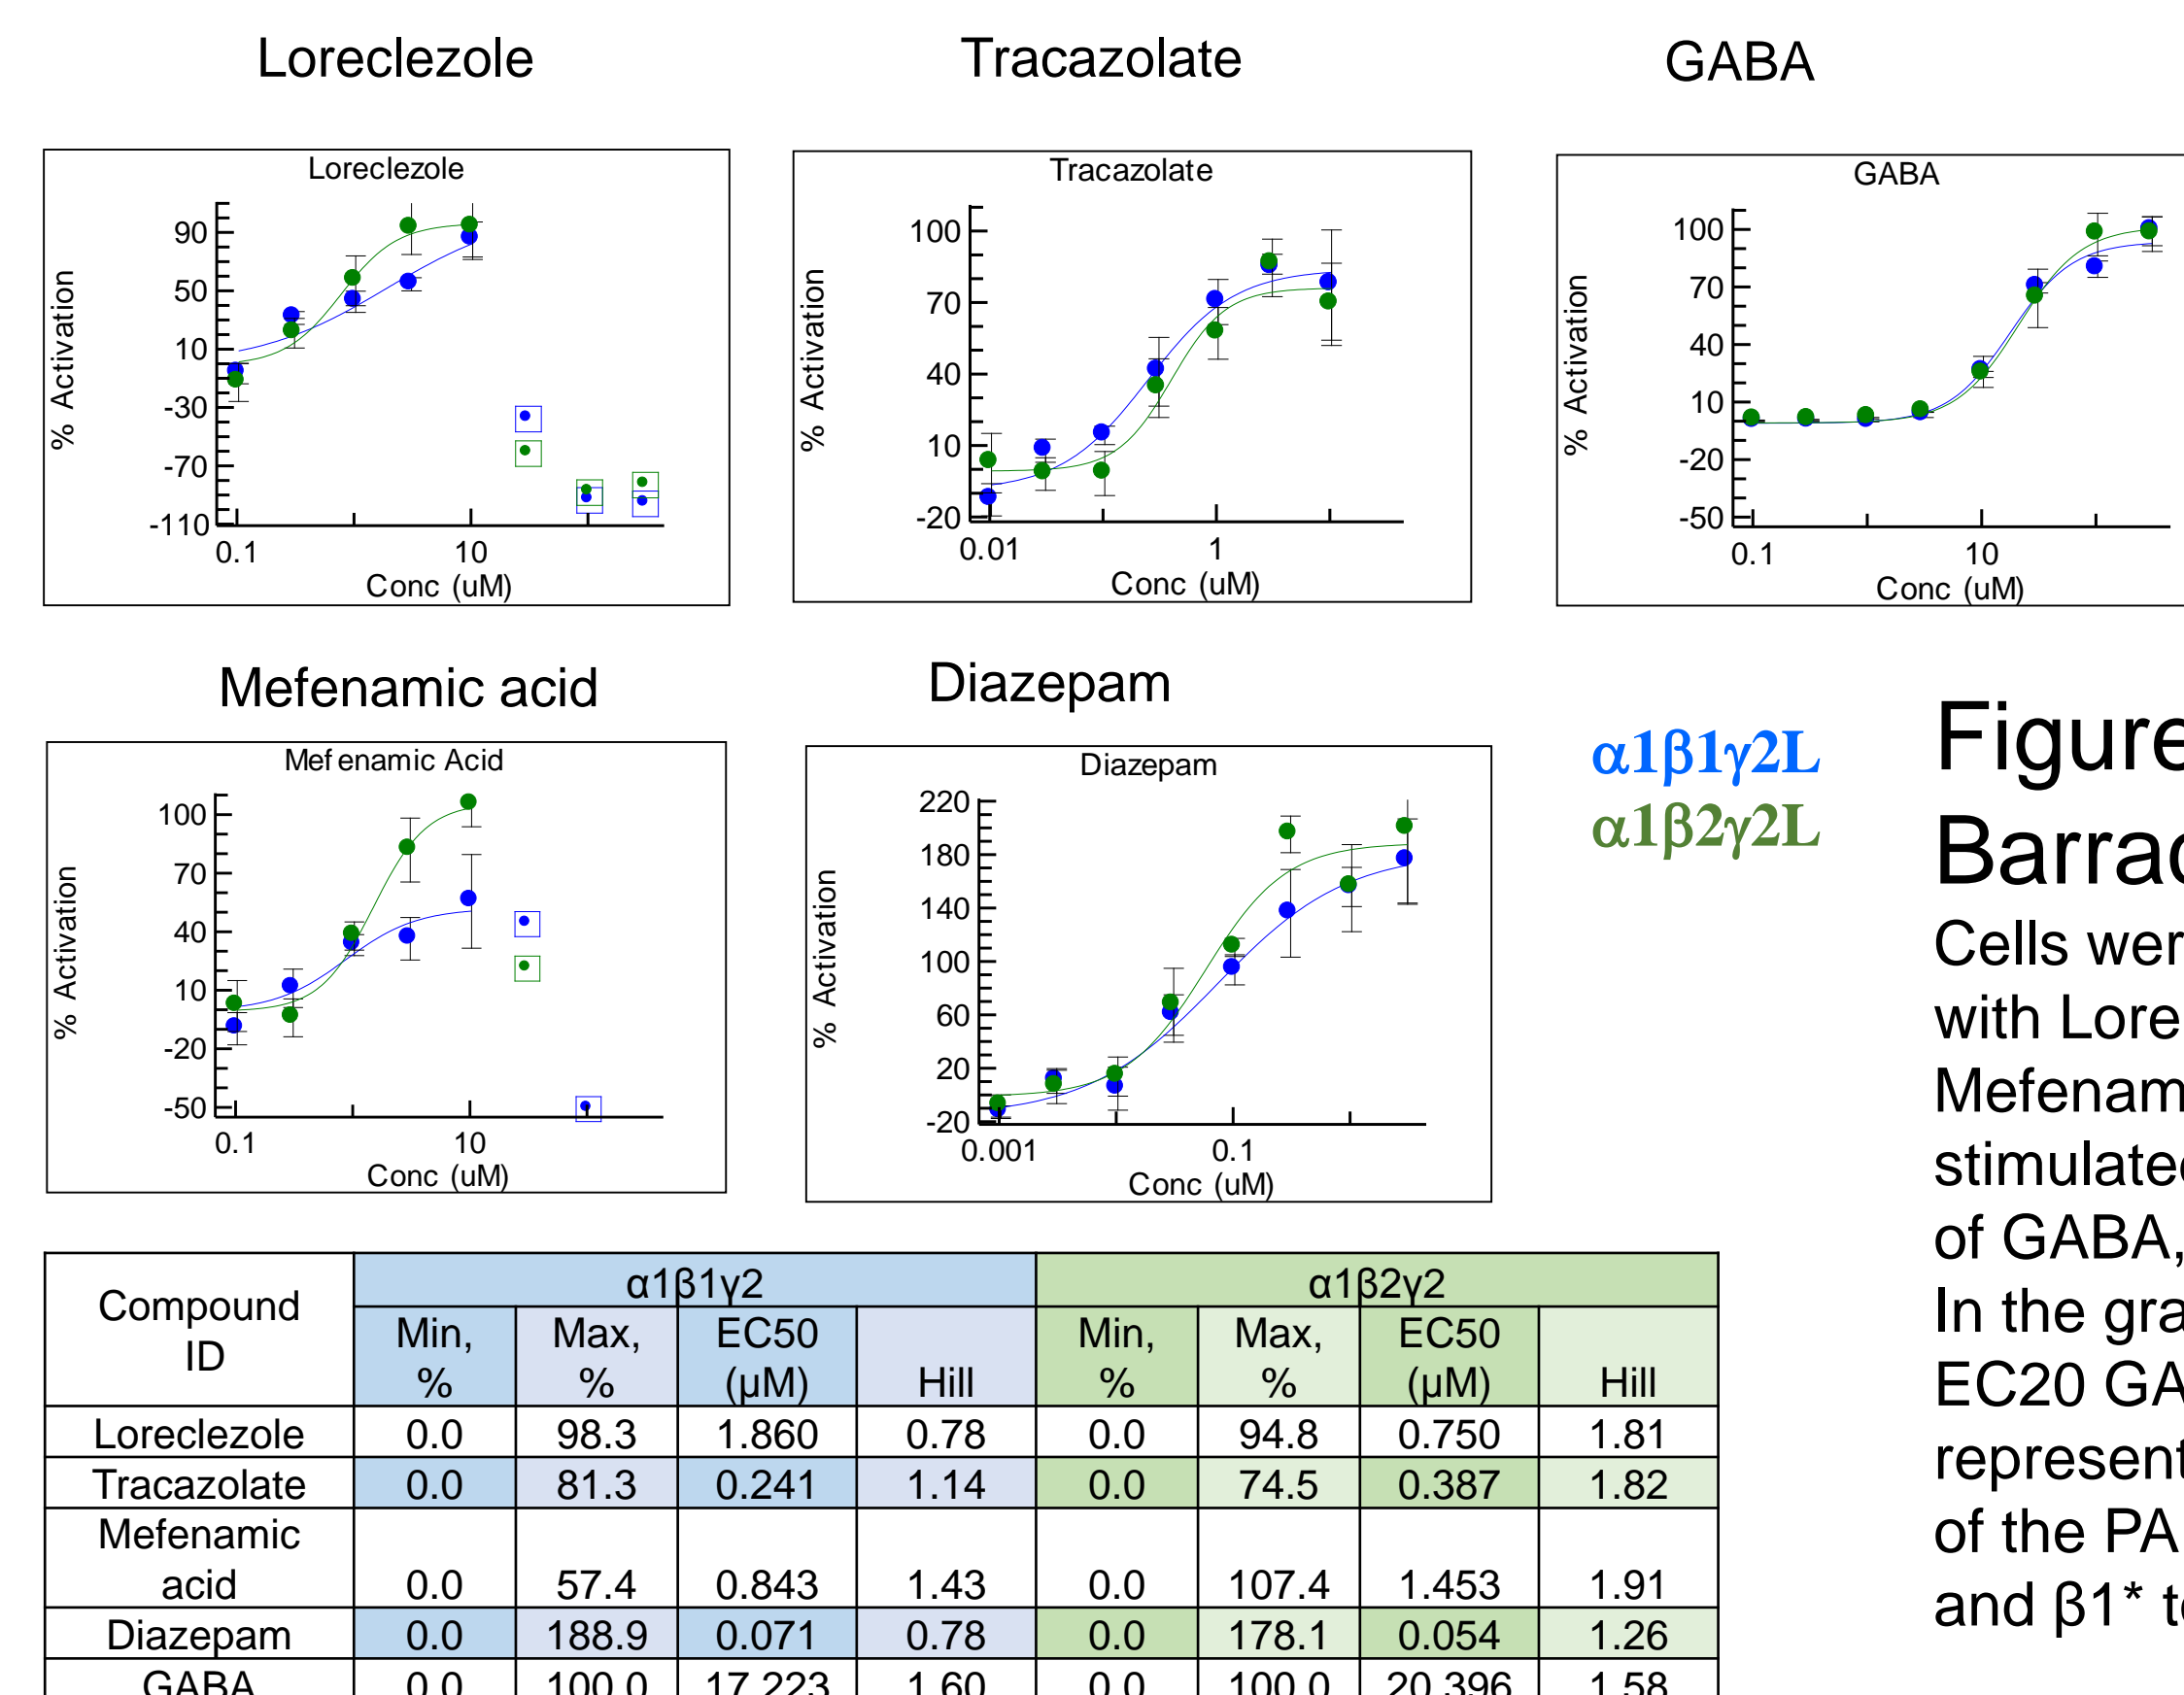 Loreclezole
Tracazolate
GABA
Loreclezole
90
50
10
-30
-70
-110
0.1 10
% Activation
Conc (uM)
Tracazolate
100
70
40
10
-20
0.01 1
% Activation
Conc (uM)
GABA
100
70
40
10
-20
-50
0.1 10
% Activation
Conc (uM)
Mefenamic acid
Diazepam
Mefenamic Acid
100
70
40
10
-20
-50
0.1 10
% Activation
Conc (uM)
Diazepam
220
180
140
100
60
20
-20
0.001 0.1
% Activation
Conc (uM)
α1β1γ2L
α1β2γ2L
Figure
Barrac
Cells wer
with Lore
Mefenam
stimulated
of GABA,
In the gra
EC20 GA
represent
of the PA
and β1* t
Compound ID α1β1γ2 α1β2γ2
Min, % Max, % EC50 (μM) Hill Min, % Max, % EC50 (μM) Hill
Loreclezole 0.0 98.3 1.860 0.78 0.0 94.8 0.750 1.81
Tracazolate 0.0 81.3 0.241 1.14 0.0 74.5 0.387 1.82
Mefenamic acid 0.0 57.4 0.843 1.43 0.0 107.4 1.453 1.91
Diazepam 0.0 188.9 0.071 0.78 0.0 178.1 0.054 1.26
GABA 0.0 100.0 17.223 1.60 0.0 100.0 20.396 1.58